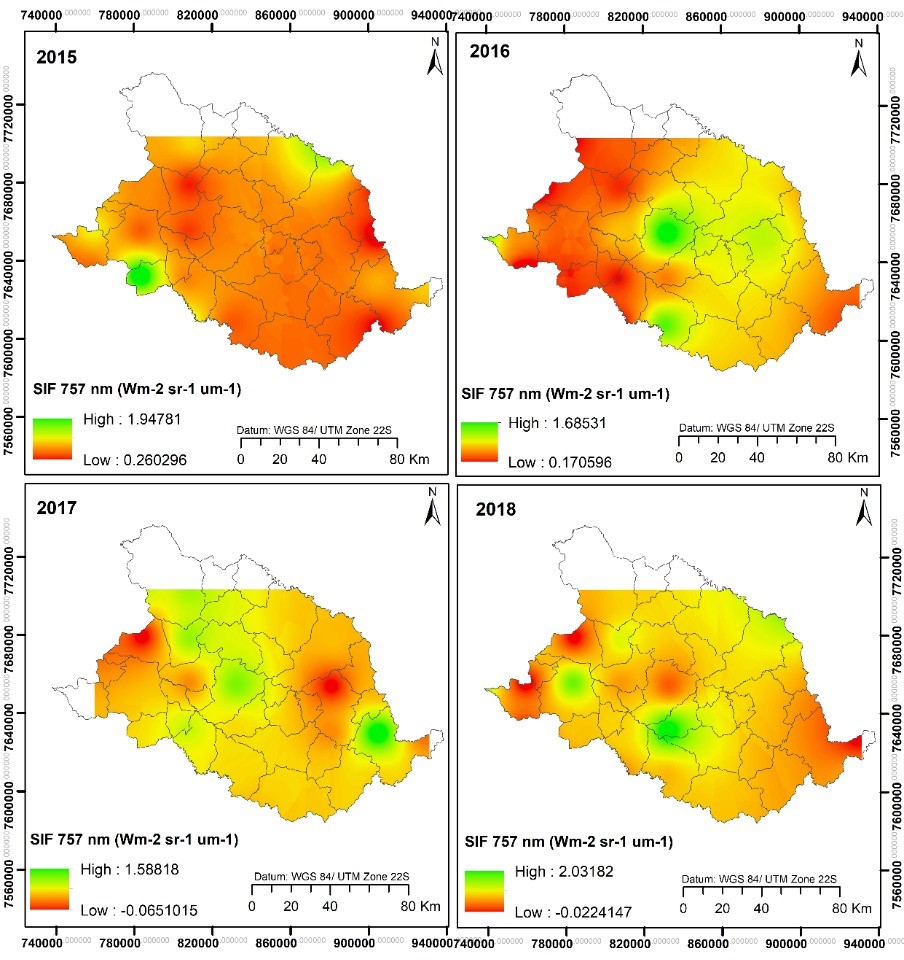 740000 780000 820000 860000 900000 940000
740000 780000 820000 860000 900000 940000
7720000 7680000 7640000 7600000 7560000
2015
N
SIF 757 nm (Wm-2 sr-1 um-1)
High : 1.94781
Low : 0.260296
Datum: WGS 84/ UTM Zone 22S
0 20 40 80 Km
2016
N
SIF 757 nm (Wm-2 sr-1 um-1)
High : 1.68531
Low : 0.170596
Datum: WGS 84/ UTM Zone 22S
0 20 40 80 Km
7720000 7680000 7640000 7600000 7560000
7720000 7680000 7640000 7600000 7560000
2017
N
SIF 757 nm (Wm-2 sr-1 um-1)
High : 1.58818
Low : -0.0651015
Datum: WGS 84/ UTM Zone 22S
0 20 40 80 Km
2018
N
SIF 757 nm (Wm-2 sr-1 um-1)
High : 2.03182
Low : -0.0224147
Datum: WGS 84/ UTM Zone 22S
0 20 40 80 Km
7720000 7680000 7640000 7600000 7560000
740000 780000 820000 860000 900000 940000
740000 780000 820000 860000 900000 940000